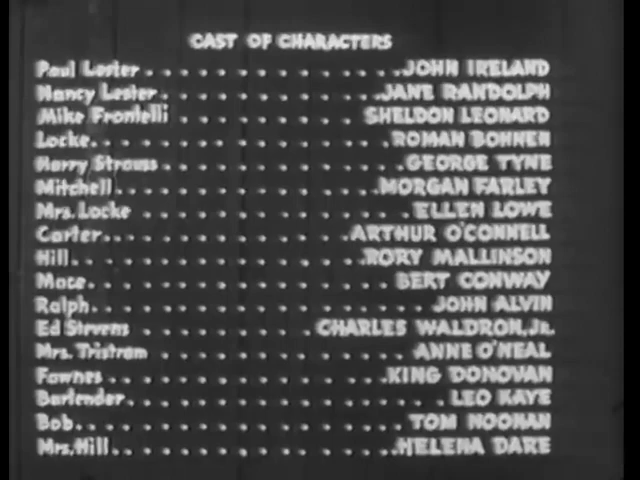 CAST OF CHARACTERS
Paul Lester . . . . . . . . . . . . . JOHN IRELAND
Nancy Lester . . . . . . . . . . . . JANE RANDOLPH
Mike Frontelli . . . . . . . . . . . SHELDON LEONARD
Locke . . . . . . . . . . . . . . . ROMAN BOHNEN
Harry Strauss . . . . . . . . . . . . GEORGE TYNE
Mitchell . . . . . . . . . . . . . . MORGAN FARLEY
Mrs. Locke . . . . . . . . . . . . . ELLEN LOWE
Carter . . . . . . . . . . . . . ARTHUR O'CONNELL
Hill . . . . . . . . . . . . . . . RORY MALLINSON
Mace . . . . . . . . . . . . . . . BERT CONWAY
Ralph . . . . . . . . . . . . . . . . JOHN ALVIN
Ed Stevens . . . . . . . . CHARLES WALDRON, Jr.
Mrs. Tristram . . . . . . . . . . . . ANNE O'NEAL
Fawnes . . . . . . . . . . . . . . KING DONOVAN
Bartender . . . . . . . . . . . . . . . LEO KAYE
Bob . . . . . . . . . . . . . . . . TOM NOONAN
Mrs. Hill . . . . . . . . . . . . . HELENA DARE